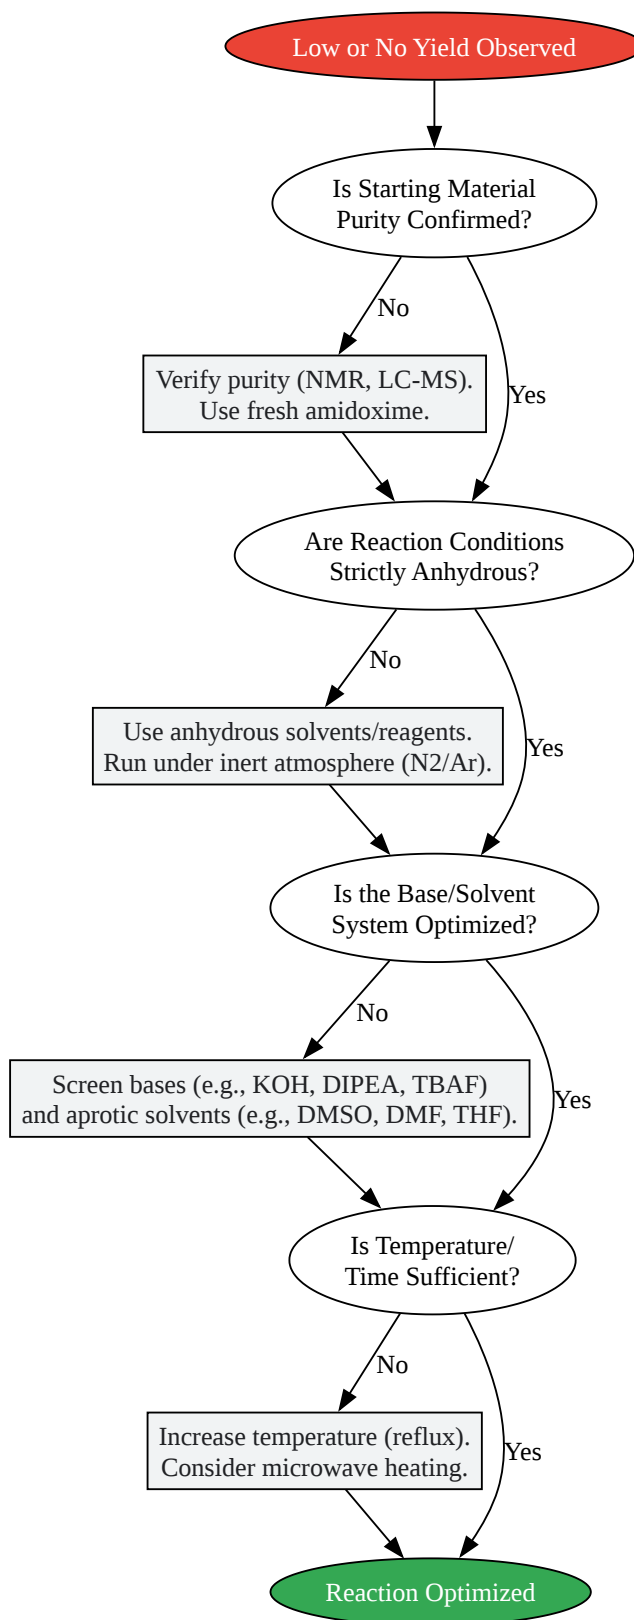 Low or No Yield Observed
Is Starting Material
Purity Confirmed?
No
Verify purity (NMR, LC-MS).
Use fresh amidoxime.
Yes
Are Reaction Conditions
Strictly Anhydrous?
No
Use anhydrous solvents/reagents.
Run under inert atmosphere (N2/Ar).
Yes
Is the Base/Solvent
System Optimized?
No
Screen bases (e.g., KOH, DIPEA, TBAF)
and aprotic solvents (e.g., DMSO, DMF, THF).
Yes
Is Temperature/
Time Sufficient?
No
Increase temperature (reflux).
Consider microwave heating.
Yes
Reaction Optimized